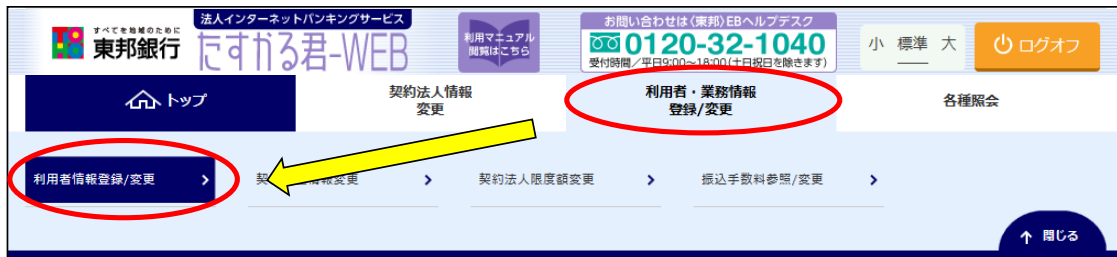 すべてを地域のために
東邦銀行
法人インターネットバンキングサービス
たすかる君-WEB
利用マニュアル
閲覧はこちら
お問い合わせは〈東邦〉EBヘルプデスク
0120-32-1040
受付時間／平日9:00～18:00(土日祝日を除きます)
小 標準 大
ログオフ
トップ
契約法人情報
変更
利用者・業務情報
登録/変更
各種照会
利用者情報登録/変更
契
情報変更
契約法人限度額変更
振込手数料参照/変更
閉じる